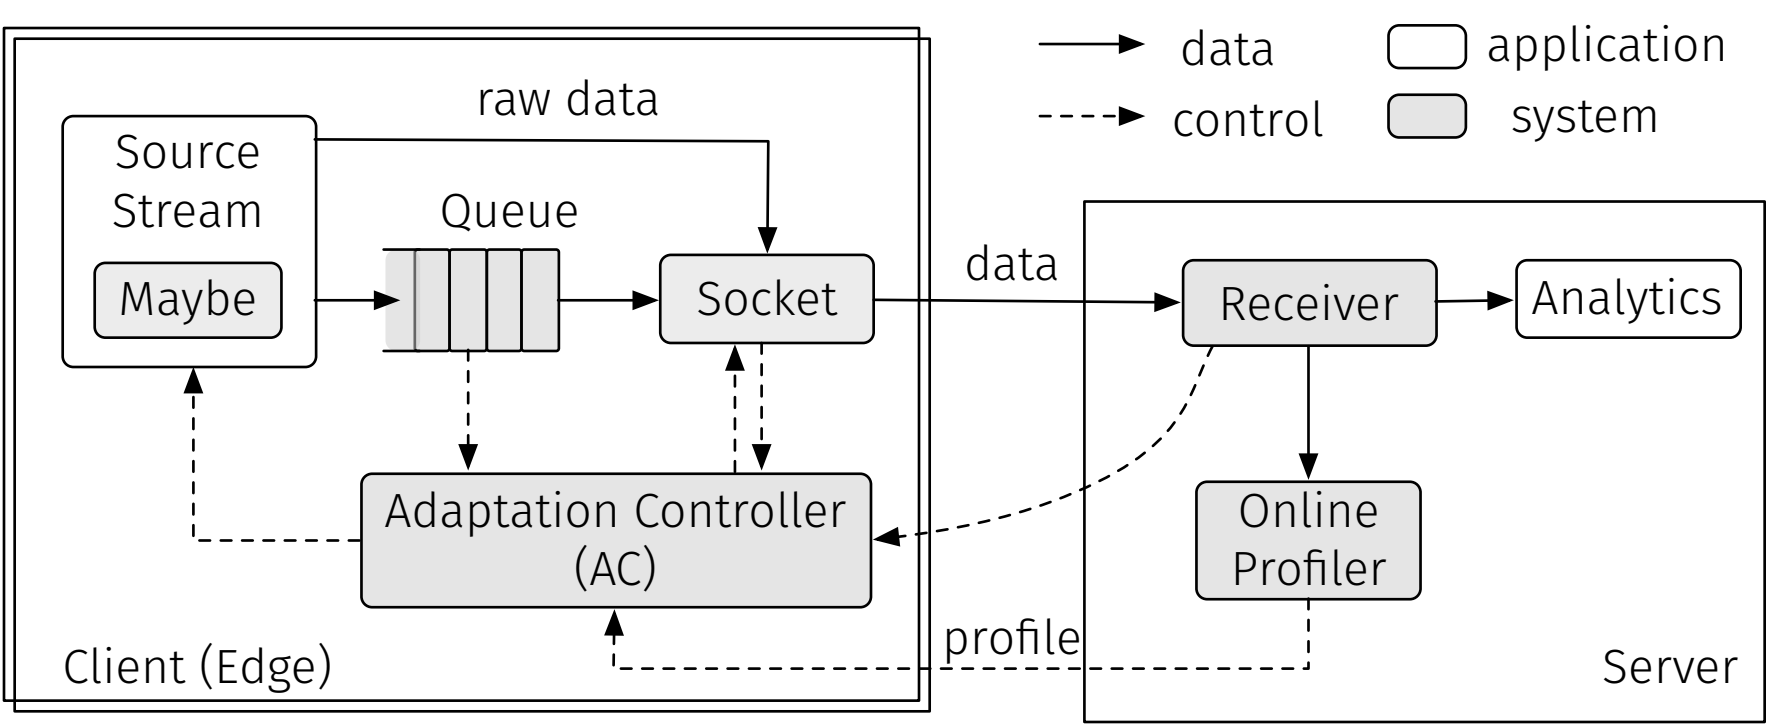 data
application
control
system
raw data
Source
Stream
Maybe
Queue
Socket
data
Receiver
Analytics
Adaptation Controller
(AC)
Online
Profiler
profile
Client (Edge)
Server